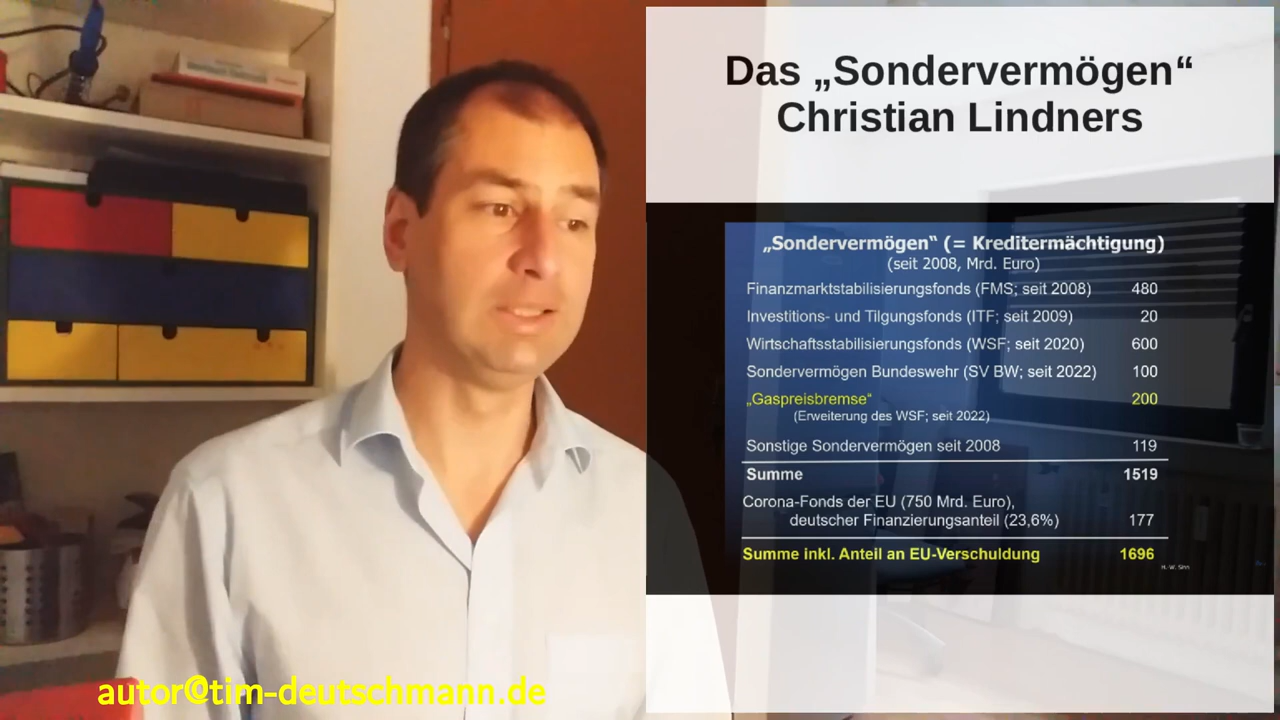 Das „Sondervermögen“
Christian Lindners
„Sondervermögen“ (= Kreditermächtigung)
(seit 2008, Mrd. Euro)
Finanzmarktstabilisierungsfonds (FMS; seit 2008) 480
Investitions- und Tilgungsfonds (ITF; seit 2009) 20
Wirtschaftsstabilisierungsfonds (WSF; seit 2020) 600
Sondervermögen Bundeswehr (SV BW; seit 2022) 100
„Gaspreisbremse“ 200
(Erweiterung des WSF; seit 2022)
Sonstige Sondervermögen seit 2008 119
Summe 1519
Corona-Fonds der EU (750 Mrd. Euro),
deutscher Finanzierungsanteil (23,6%) 177
Summe inkl. Anteil an EU-Verschuldung 1696
H.-W. Sinn
autor@tim-deutschmann.de